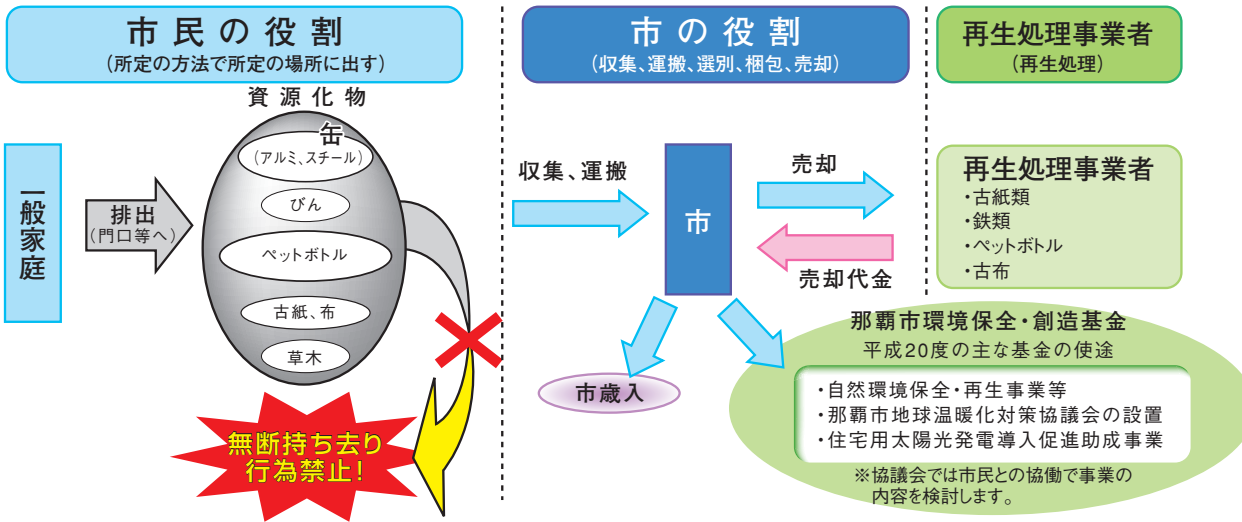 市民の役割
(所定の方法で所定の場所に出す)
資源化物
缶
(アルミ、スチール)
びん
ペットボトル
古紙、布
草木
一般家庭
排出
(門口等へ)
無断持ち去り
行為禁止!
市の役割
(収集、運搬、選別、梱包、売却)
収集、運搬
市
売却
売却代金
市歳入
再生処理事業者
(再生処理)
再生処理事業者
・古紙類
・鉄類
・ペットボトル
・古布
那覇市環境保全・創造基金
平成20度の主な基金の使途
・自然環境保全・再生事業等
・那覇市地球温暖化対策協議会の設置
・住宅用太陽光発電導入促進助成事業
※協議会では市民との協働で事業の
内容を検討します。